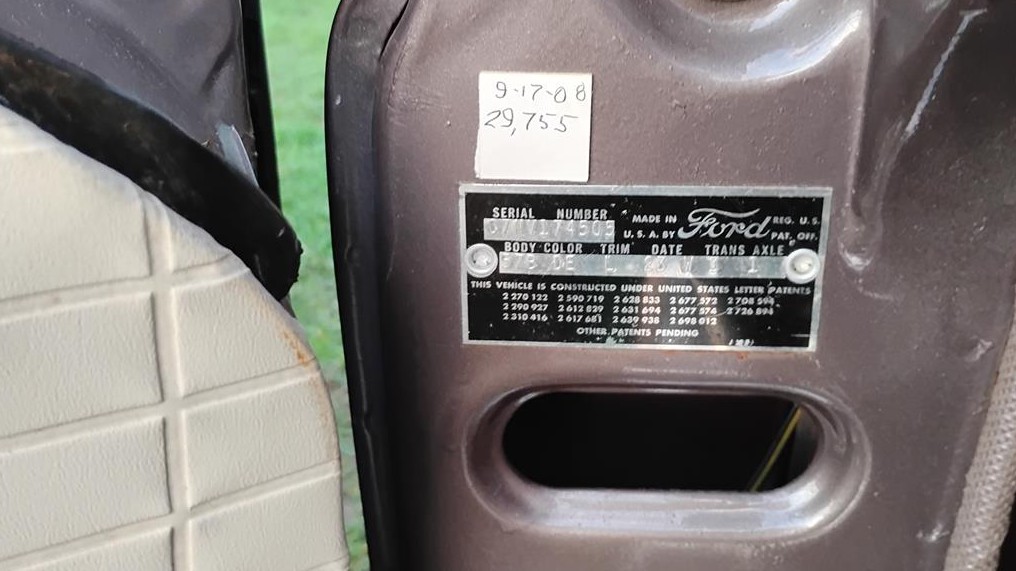 9-17-08
29,755
SERIAL NUMBER
MADE IN
U.S.A. BY
Ford
REG. U.S.
PAT. OFF.
BODY COLOR TRIM DATE TRANS AXLE
THIS VEHICLE IS CONSTRUCTED UNDER UNITED STATES LETTER PATENTS
2 270 122 2 590 719 2 628 833 2 677 572 2 708 594
2 290 927 2 612 829 2 631 694 2 677 574 2 726 894
2 310 416 2 617 681 2 639 938 2 698 012
OTHER PATENTS PENDING